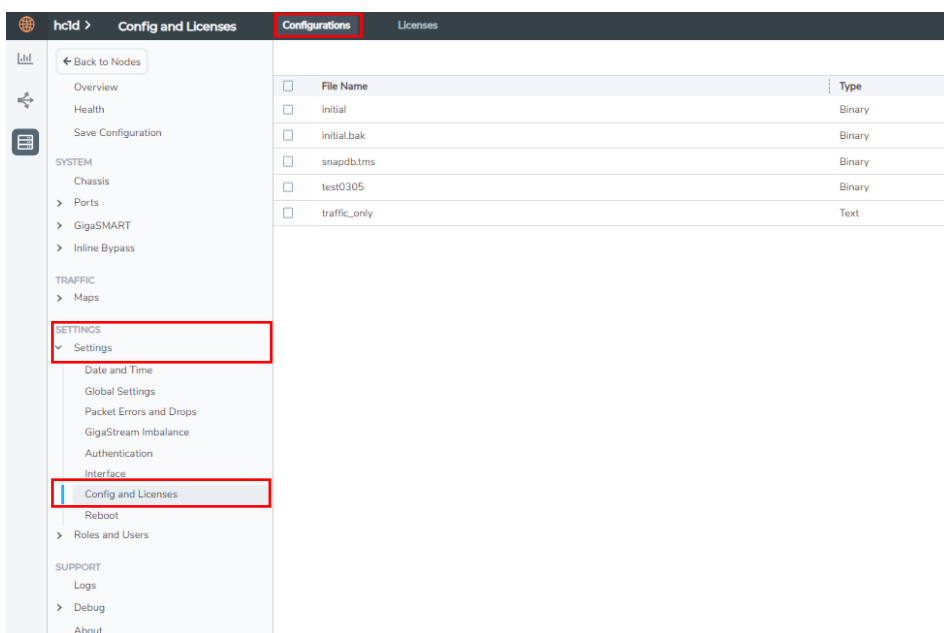 hc1d > Config and Licenses Configurations Licenses
← Back to Nodes
Overview
Health
Save Configuration
SYSTEM
Chassis
> Ports
> GigaSMART
> Inline Bypass
TRAFFIC
> Maps
SETTINGS
Settings
Date and Time
Global Settings
Packet Errors and Drops
GigaStream Imbalance
Authentication
Interface
Config and Licenses
Reboot
> Roles and Users
SUPPORT
Logs
> Debug
About
File Name Type
initial Binary
initial.bak Binary
snapdb.tms Binary
test0305 Binary
traffic_only Text